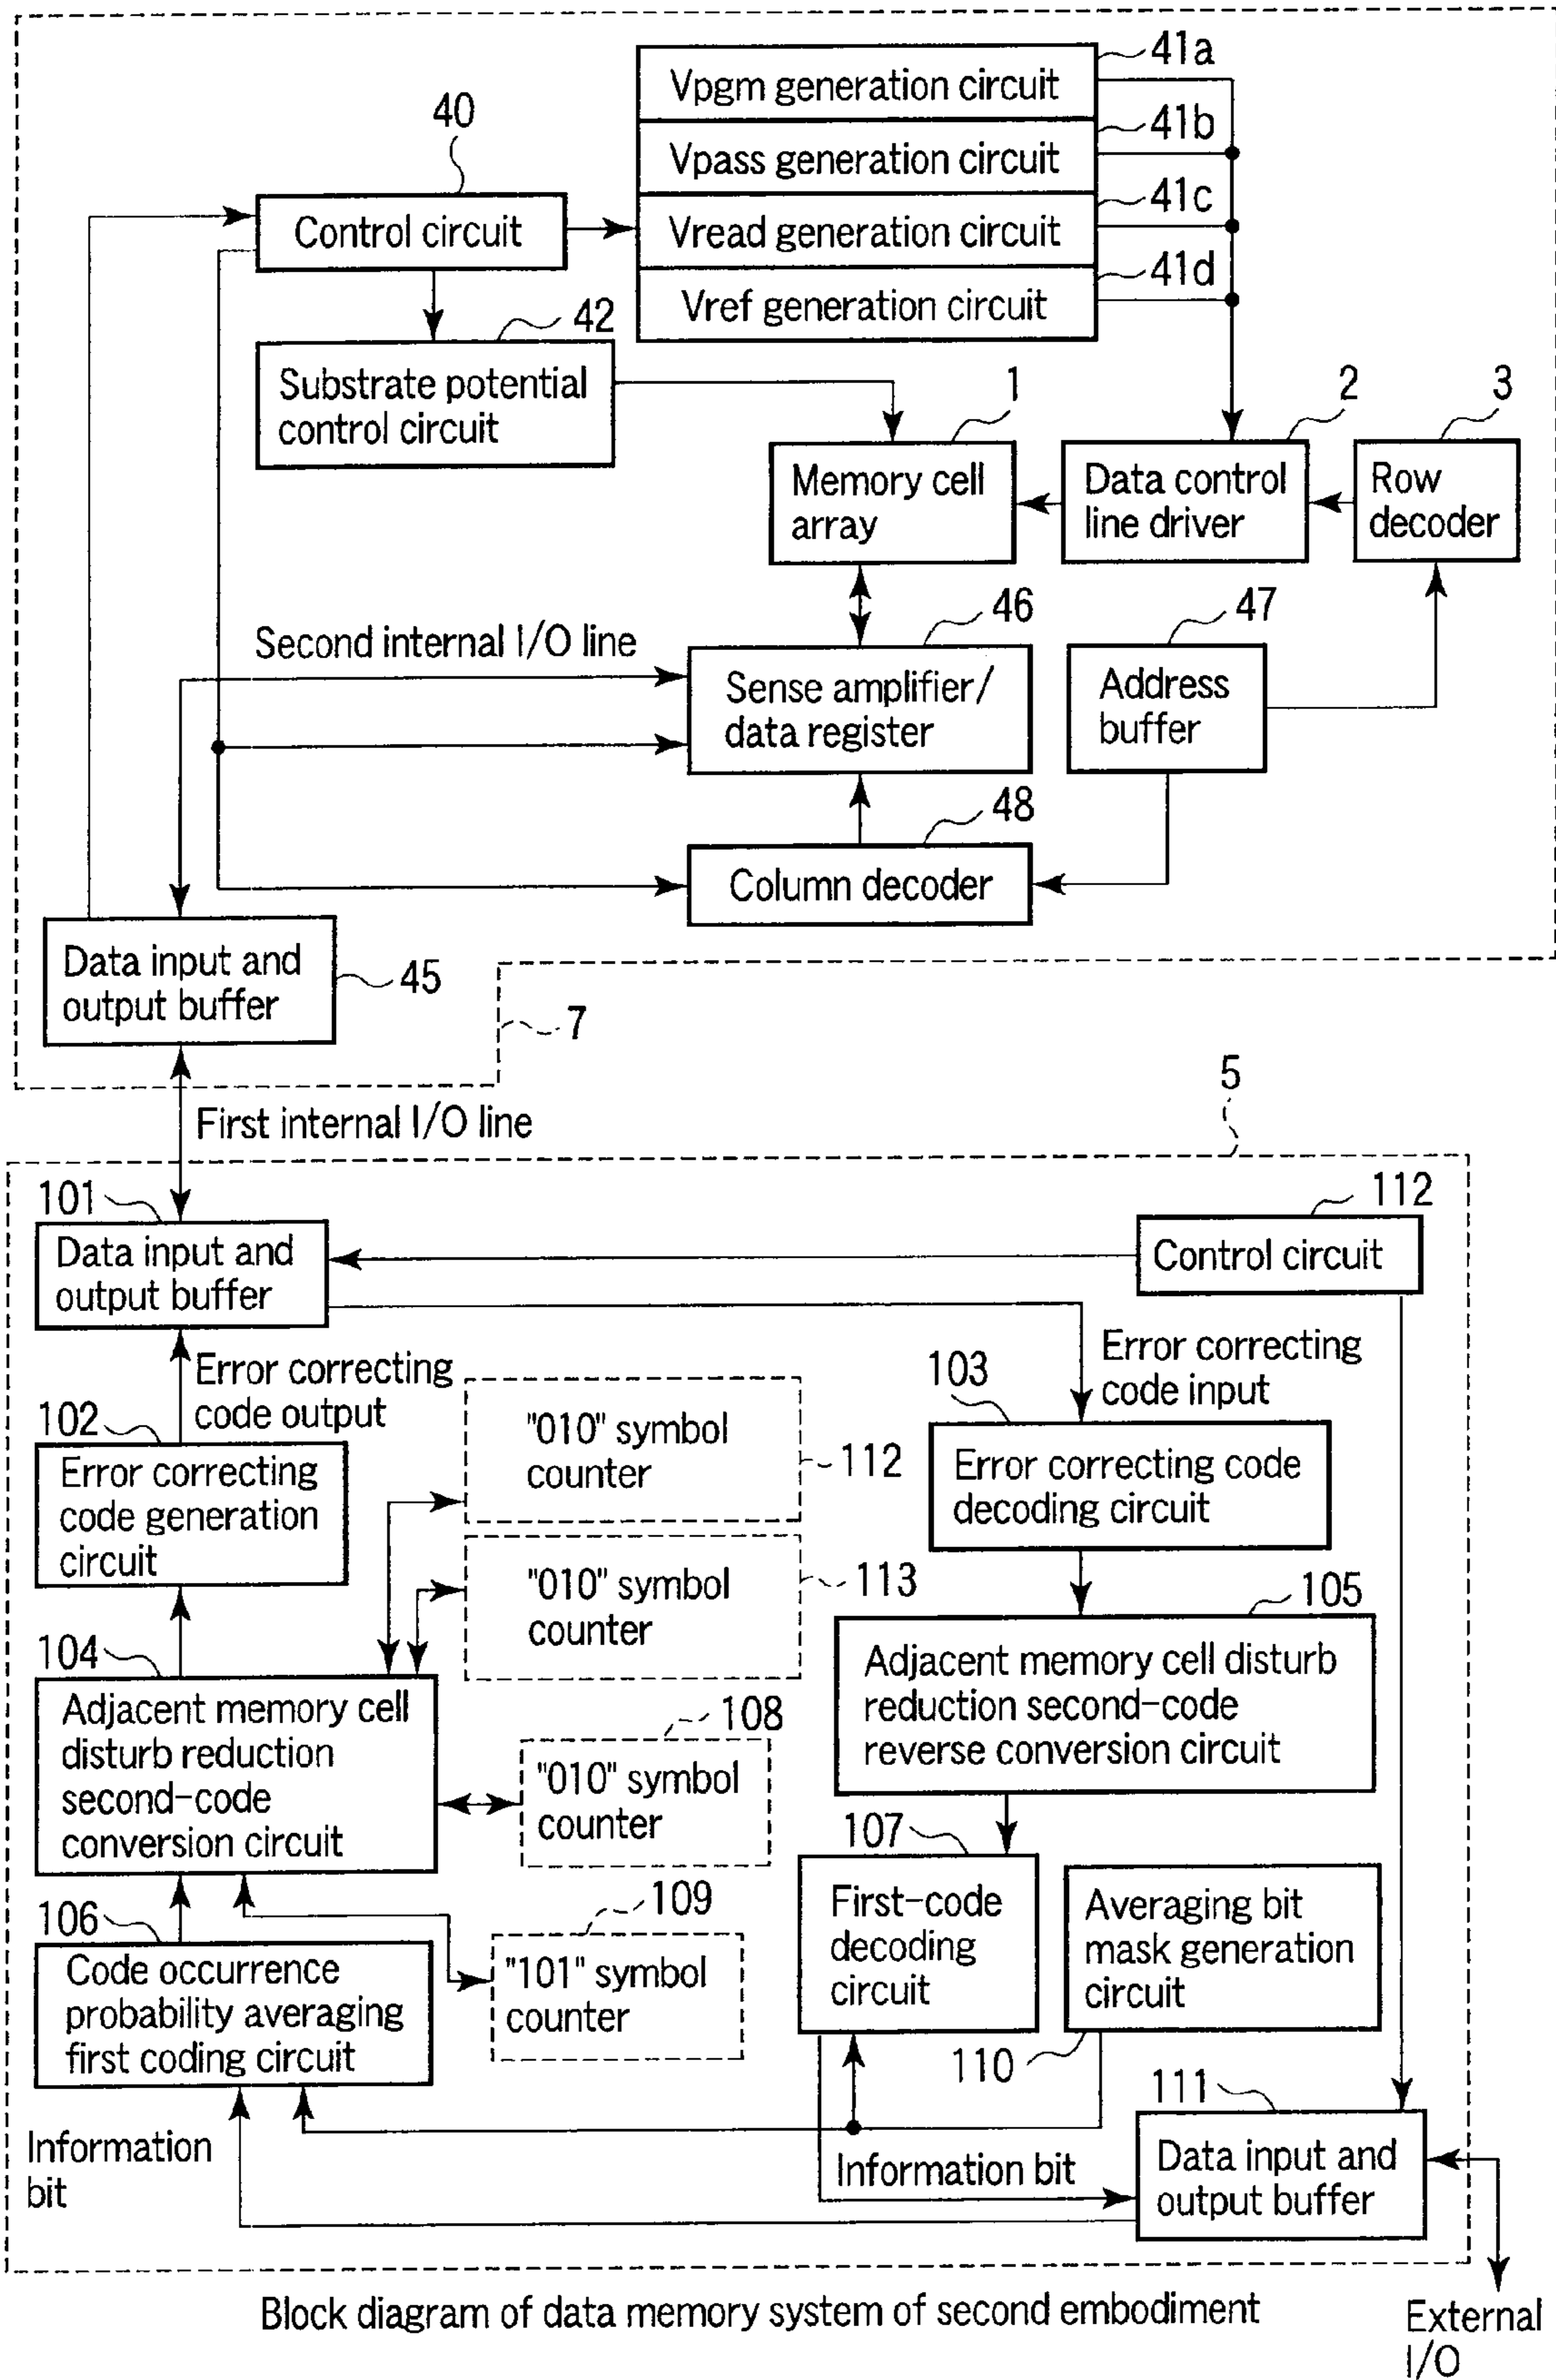 41a
Vpgm generation circuit
40
41b
Vpass generation circuit
41c
Control circuit
Vread generation circuit
41d
42
Vref generation circuit
Substrate potential
control circuit
1
2
3
Memory cell
array
Data control
line driver
Row
decoder
46
47
Second internal I/O line
Sense amplifier/
data register
Address
buffer
48
Column decoder
Data input and
output buffer
45
7
5
First internal I/O line
101
112
Data input and
output buffer
Control circuit
Error correcting
code output
Error correcting
code input
102
103
"010" symbol
counter
112
Error correcting
code generation
circuit
Error correcting code
decoding circuit
"010" symbol
counter
113
105
104
Adjacent memory cell
disturb reduction
second-code
conversion circuit
Adjacent memory cell disturb
reduction second-code
reverse conversion circuit
108
"010" symbol
counter
107
106
109
First-code
decoding
circuit
Averaging bit
mask generation
circuit
Code occurrence
probability averaging
first coding circuit
"101" symbol
counter
110
111
Information
bit
Information bit
Data input and
output buffer
Block diagram of data memory system of second embodiment
External
I/O